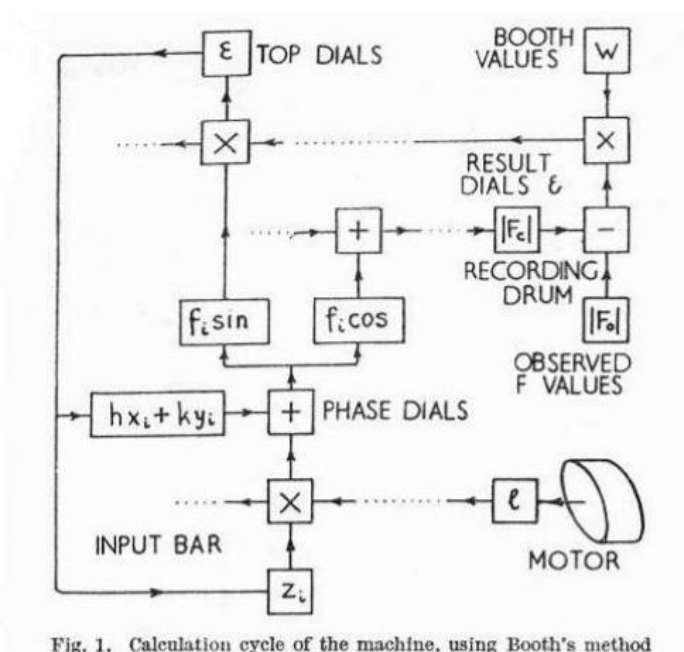 ε TOP DIALS
BOOTH
VALUES
W
×
×
RESULT
DIALS &
+
|Fc|
−
RECORDING
DRUM
fᵢ sin
fᵢ cos
|Fo|
OBSERVED
F VALUES
hxᵢ + kyᵢ
+
PHASE DIALS
×
ℓ
INPUT BAR
MOTOR
zᵢ
Fig. 1. Calculation cycle of the machine, using Booth's method